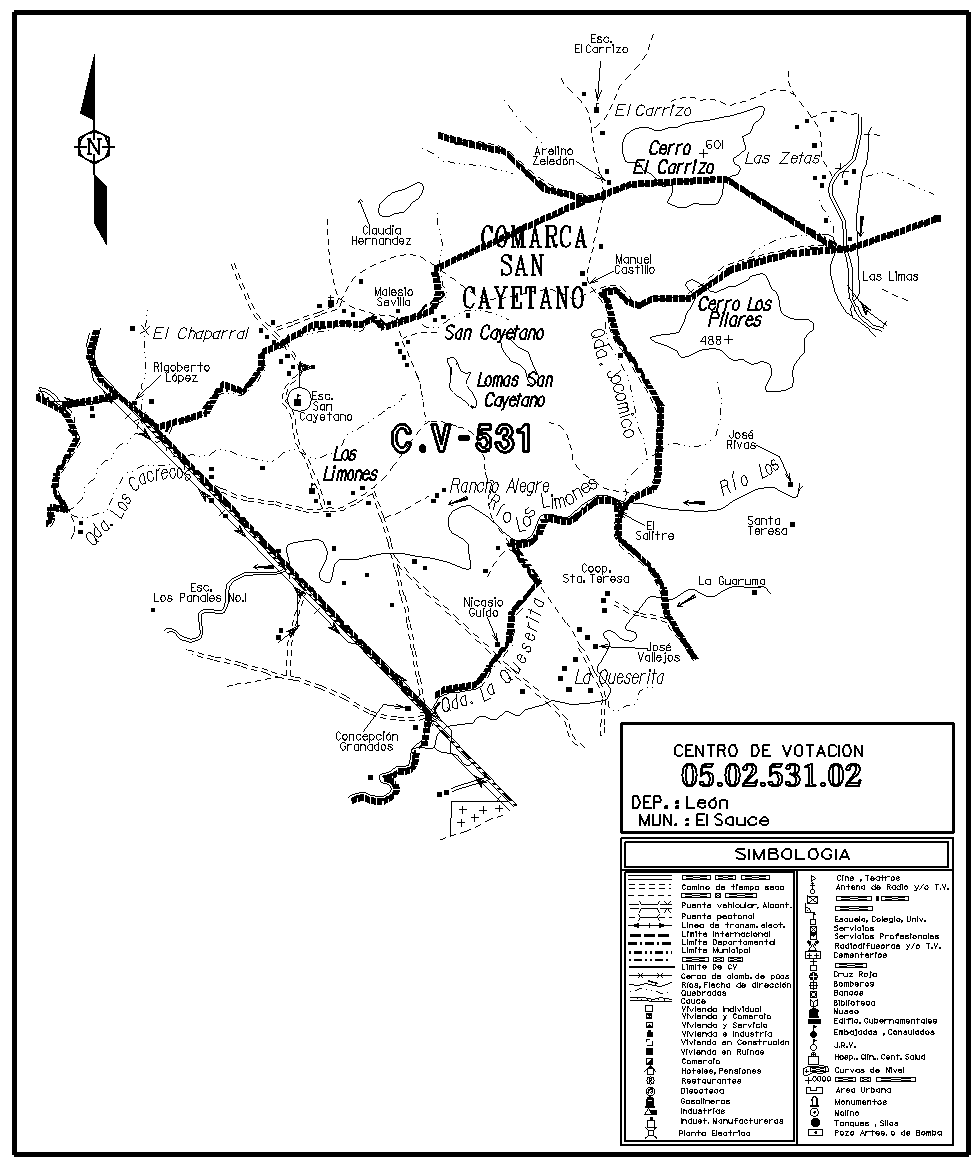 Esc.
El Carrizo
El Carrizo
N
Arelino
Zeledón
Cerro
El Carrizo
+601
Las Zetas
Claudia
Hernandez
COMARCA
SAN
CAYETANO
Manuel
Castillo
Las Limas
Malesio
Sevilla
Cerro Los
Pilares
488+
El Chaparral
San Cayetano
Qda. Jocomico
Rigoberto
López
Lomas San
Cayetano
Esc.
San
Cayetano
C.V-531
José
Rivas
Los
Limones
Rancho Alegre
Río Los
Río Los Limones
Qda. Los Cacrecos
El
Salitre
Santa
Teresa
Coop.
Sta. Teresa
La Guaruma
Esc.
Los Panales No.1
Nicasio
Guido
José
Vallejos
La Queserita
Qda. La Queserita
Concepción
Granados
CENTRO DE VOTACION
05.02.531.02
DEP. : León
MUN. : El Sauce
SIMBOLOGIA
Camino de tiempo seco
Puente vehicular, Alcant.
Puente peatonal
Linea de transm. elect.
Limite Internacional
Limite Departamental
Limite Municipal
Limite De CV
Cerca de alamb. de púas
Ríos, Flecha de dirección
Quebradas
Cauce
Vivienda Individual
Vivienda y Comercio
Vivienda y Servicio
Vivienda e Industria
Vivienda en Construcción
Vivienda en Ruinas
Comercio
Hoteles, Pensiones
Restaurantes
Discoteca
Gasolineras
Industrias
Indust. Manufactureras
Planta Electrica
Cine , Teatros
Antena de Radio y/o T.V.
Escuela, Colegio, Univ.
Servicios
Servicios Profesionales
Radiodifusoras y/o T.V.
Cementerios
Cruz Roja
Bomberos
Bancos
Biblioteca
Museo
Edific. Gubernamentales
Embajadas , Consulados
J.R.V.
Hosp., Clin., Cent. Salud
Curvas de Nivel
Area Urbana
Monumentos
Molino
Tanques , Silos
Pozo Artes. o de Bomba